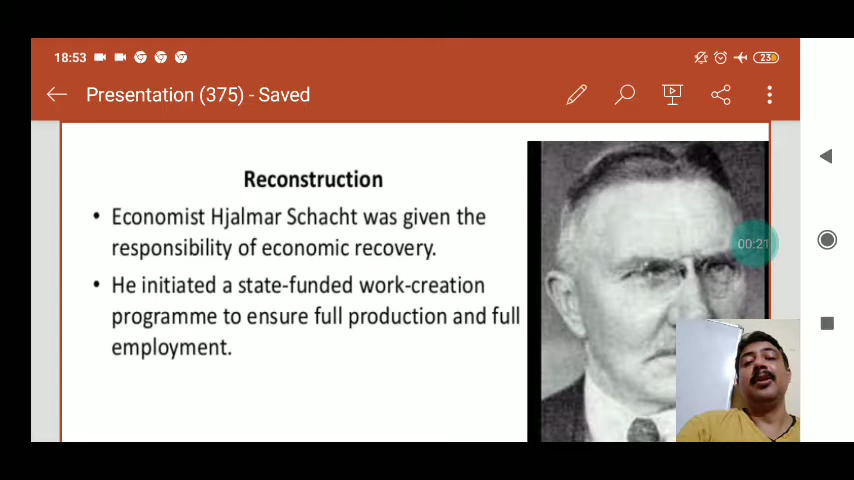 18:53
23
Presentation (375) - Saved
Reconstruction
• Economist Hjalmar Schacht was given the
responsibility of economic recovery.
• He initiated a state-funded work-creation
programme to ensure full production and full
employment.
00:21